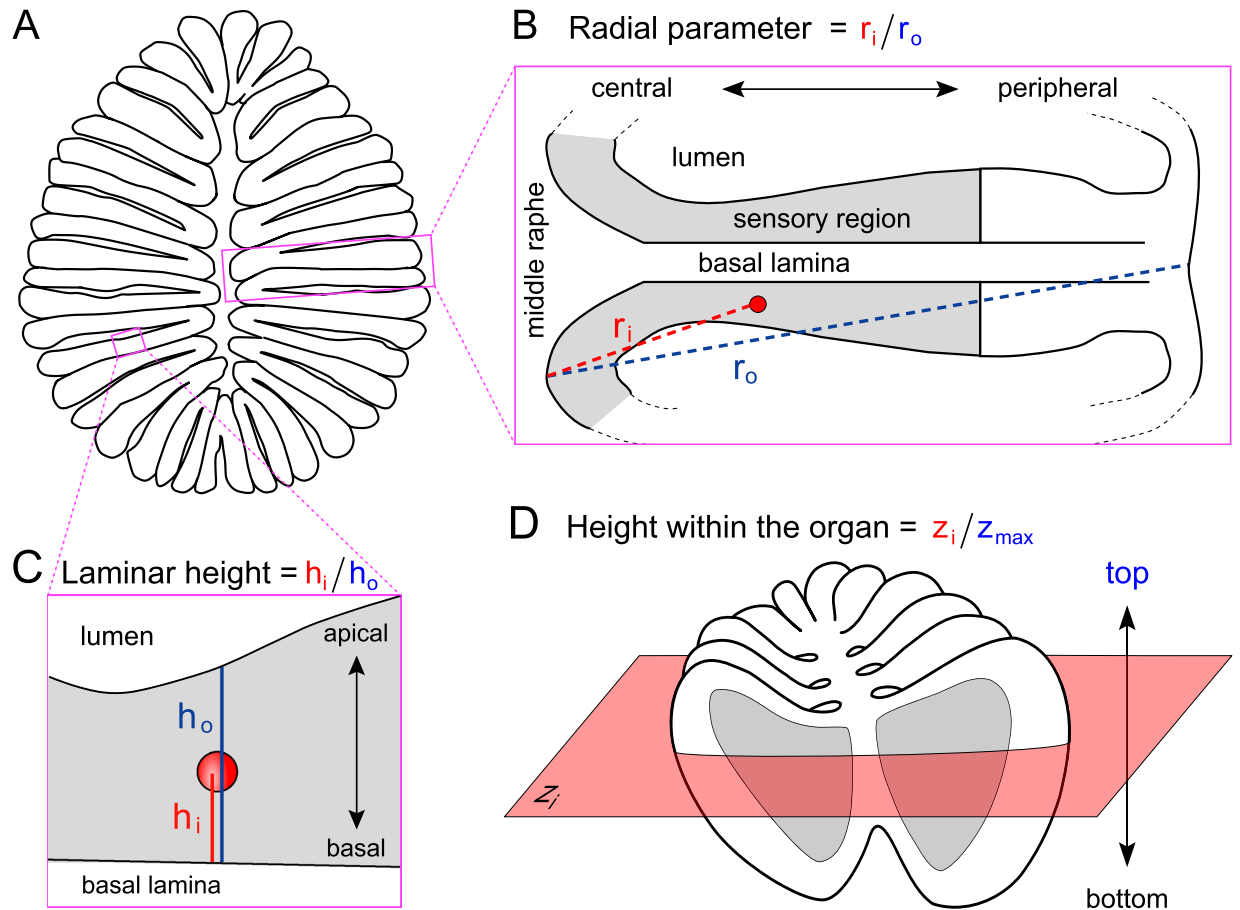 A
B Radial parameter = ri/ro
central peripheral
lumen
sensory region
middle raphe
basal lamina
ri
ro
C Laminar height = hi/ho
lumen
apical
ho
hi
basal
basal lamina
D Height within the organ = zi/zmax
top
zi
bottom